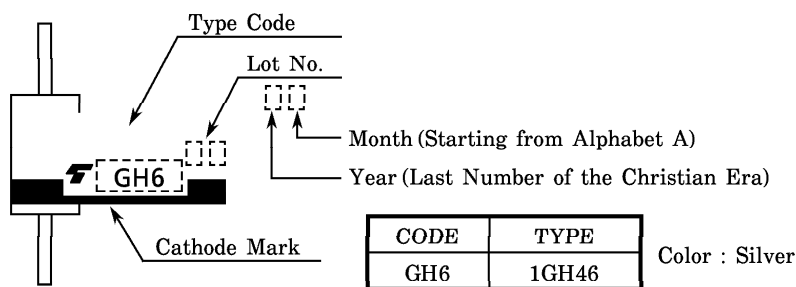 Type Code
Lot No.
Month (Starting from Alphabet A)
GH6
Year (Last Number of the Christian Era)
Cathode Mark
CODE TYPE
GH6 1GH46
Color : Silver